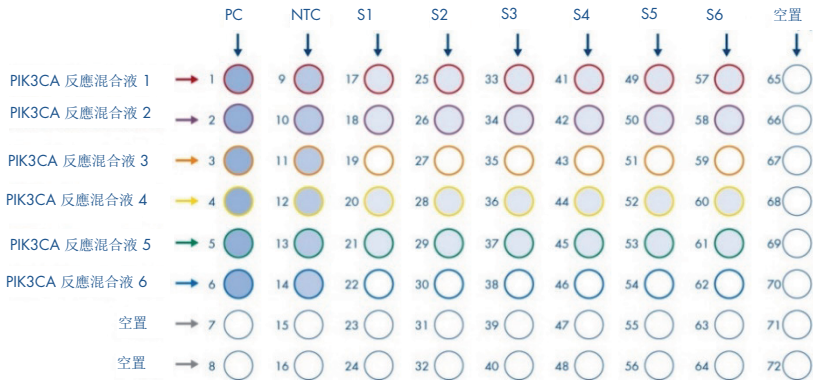 PC NTC S1 S2 S3 S4 S5 S6 空置
PIK3CA 反應混合液 1 1 9 17 25 33 41 49 57 65
PIK3CA 反應混合液 2 2 10 18 26 34 42 50 58 66
PIK3CA 反應混合液 3 3 11 19 27 35 43 51 59 67
PIK3CA 反應混合液 4 4 12 20 28 36 44 52 60 68
PIK3CA 反應混合液 5 5 13 21 29 37 45 53 61 69
PIK3CA 反應混合液 6 6 14 22 30 38 46 54 62 70
空置 7 15 23 31 39 47 55 63 71
空置 8 16 24 32 40 48 56 64 72